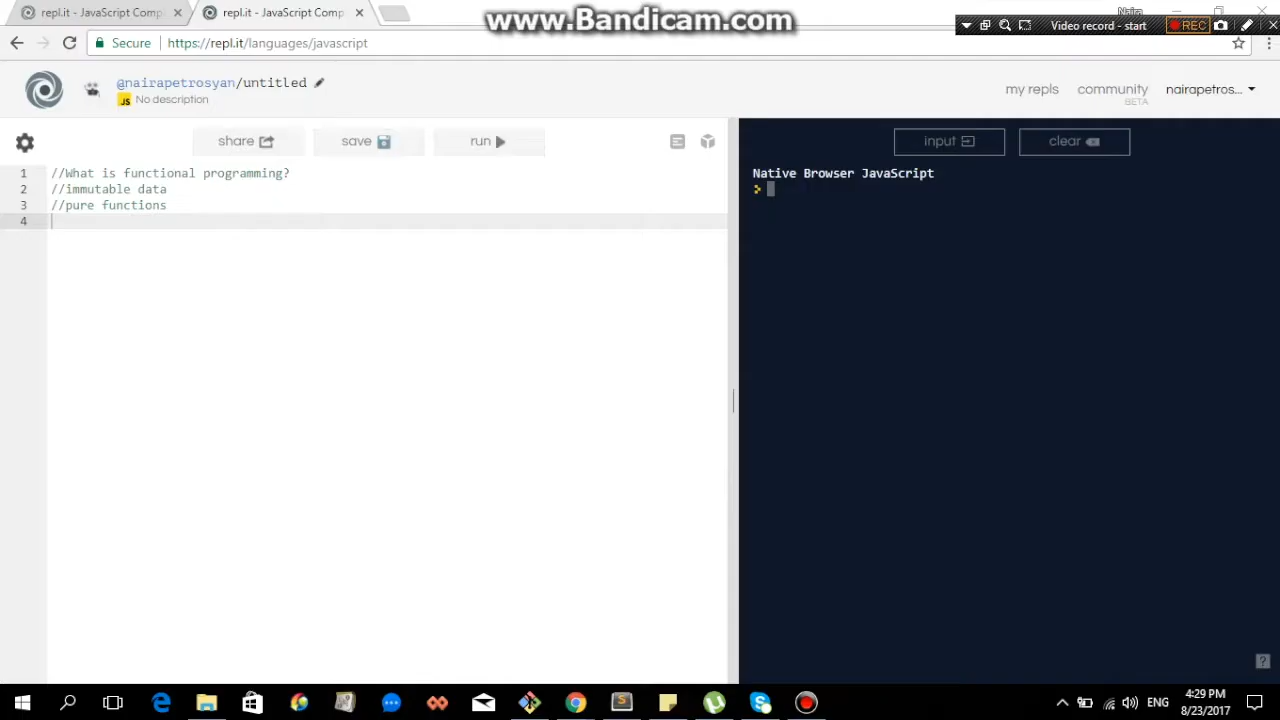 www.Bandicam.com
repl.it - JavaScript Comp
repl.it - JavaScript Comp
Naira
Video record - start
REC
Secure
https://repl.it/languages/javascript
@nairapetrosyan/untitled
JS No description
my repls
community
BETA
nairapetros...
share
save
run
input
clear
1 //What is functional programming?
2 //immutable data
3 //pure functions
4
Native Browser JavaScript
>
?
ENG
4:29 PM
8/23/2017